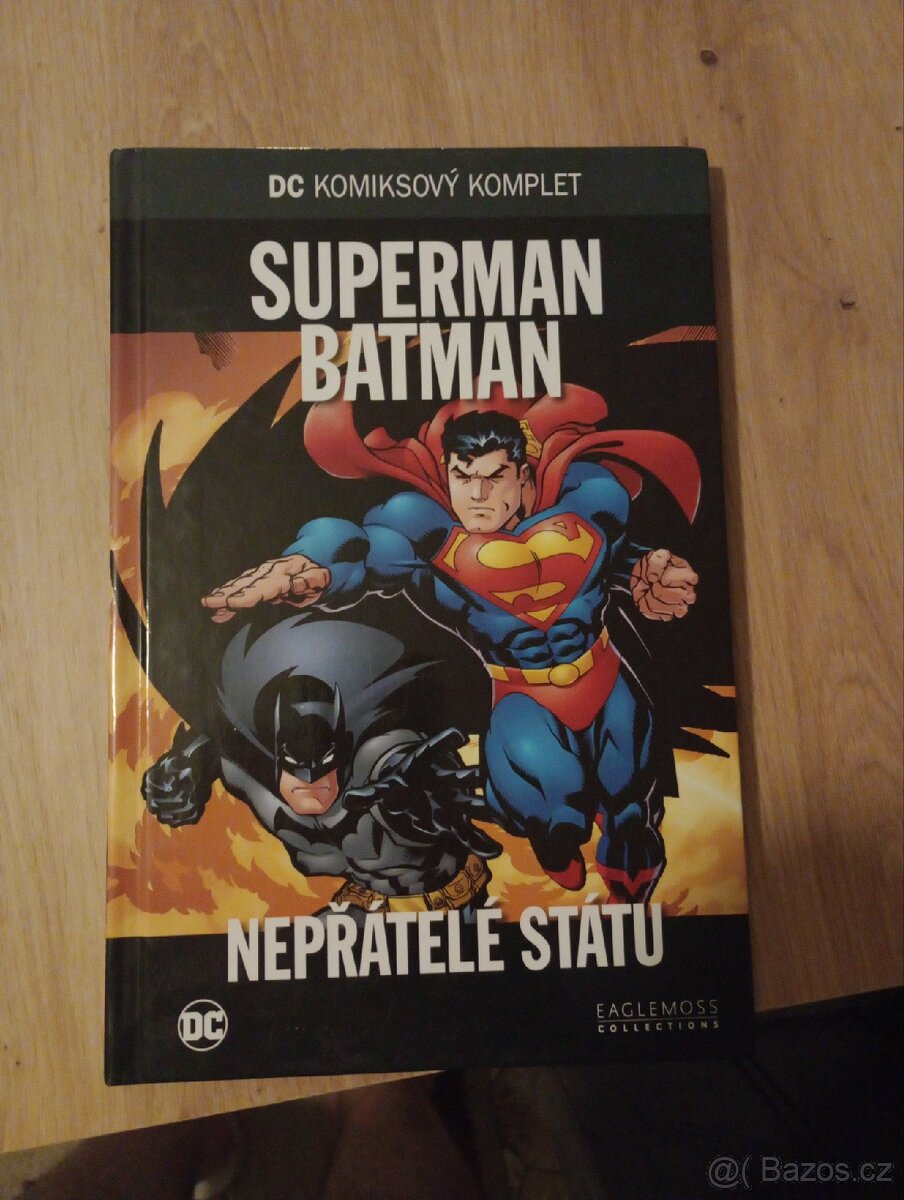 DC KOMIKSOVÝ KOMPLET
SUPERMAN
BATMAN
S
NEPŘÁTELÉ STÁTU
DC
EAGLEMOSS
COLLECTIONS
@( Bazos.cz